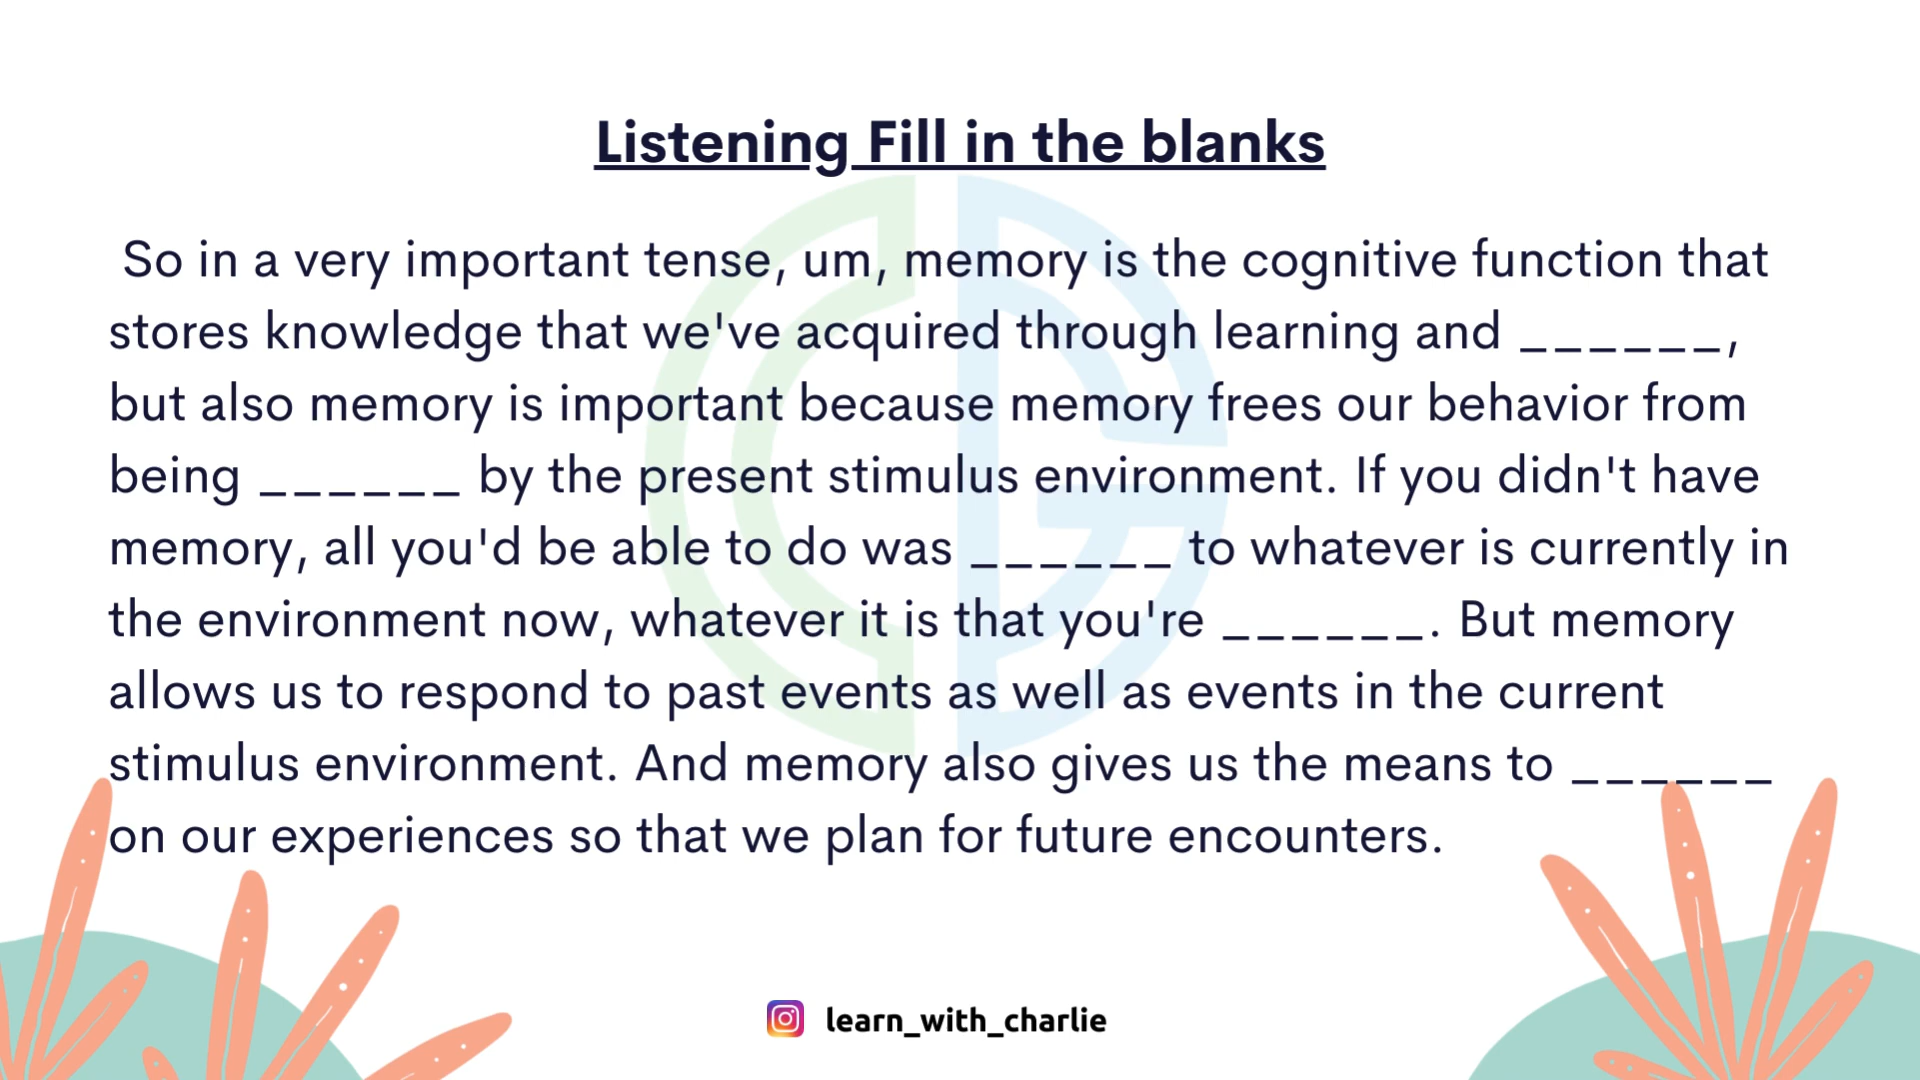 Listening Fill in the blanks
So in a very important tense, um, memory is the cognitive function that
stores knowledge that we've acquired through learning and ______,
but also memory is important because memory frees our behavior from
being ______ by the present stimulus environment. If you didn't have
memory, all you'd be able to do was ______ to whatever is currently in
the environment now, whatever it is that you're ______. But memory
allows us to respond to past events as well as events in the current
stimulus environment. And memory also gives us the means to ______
on our experiences so that we plan for future encounters.
learn_with_charlie